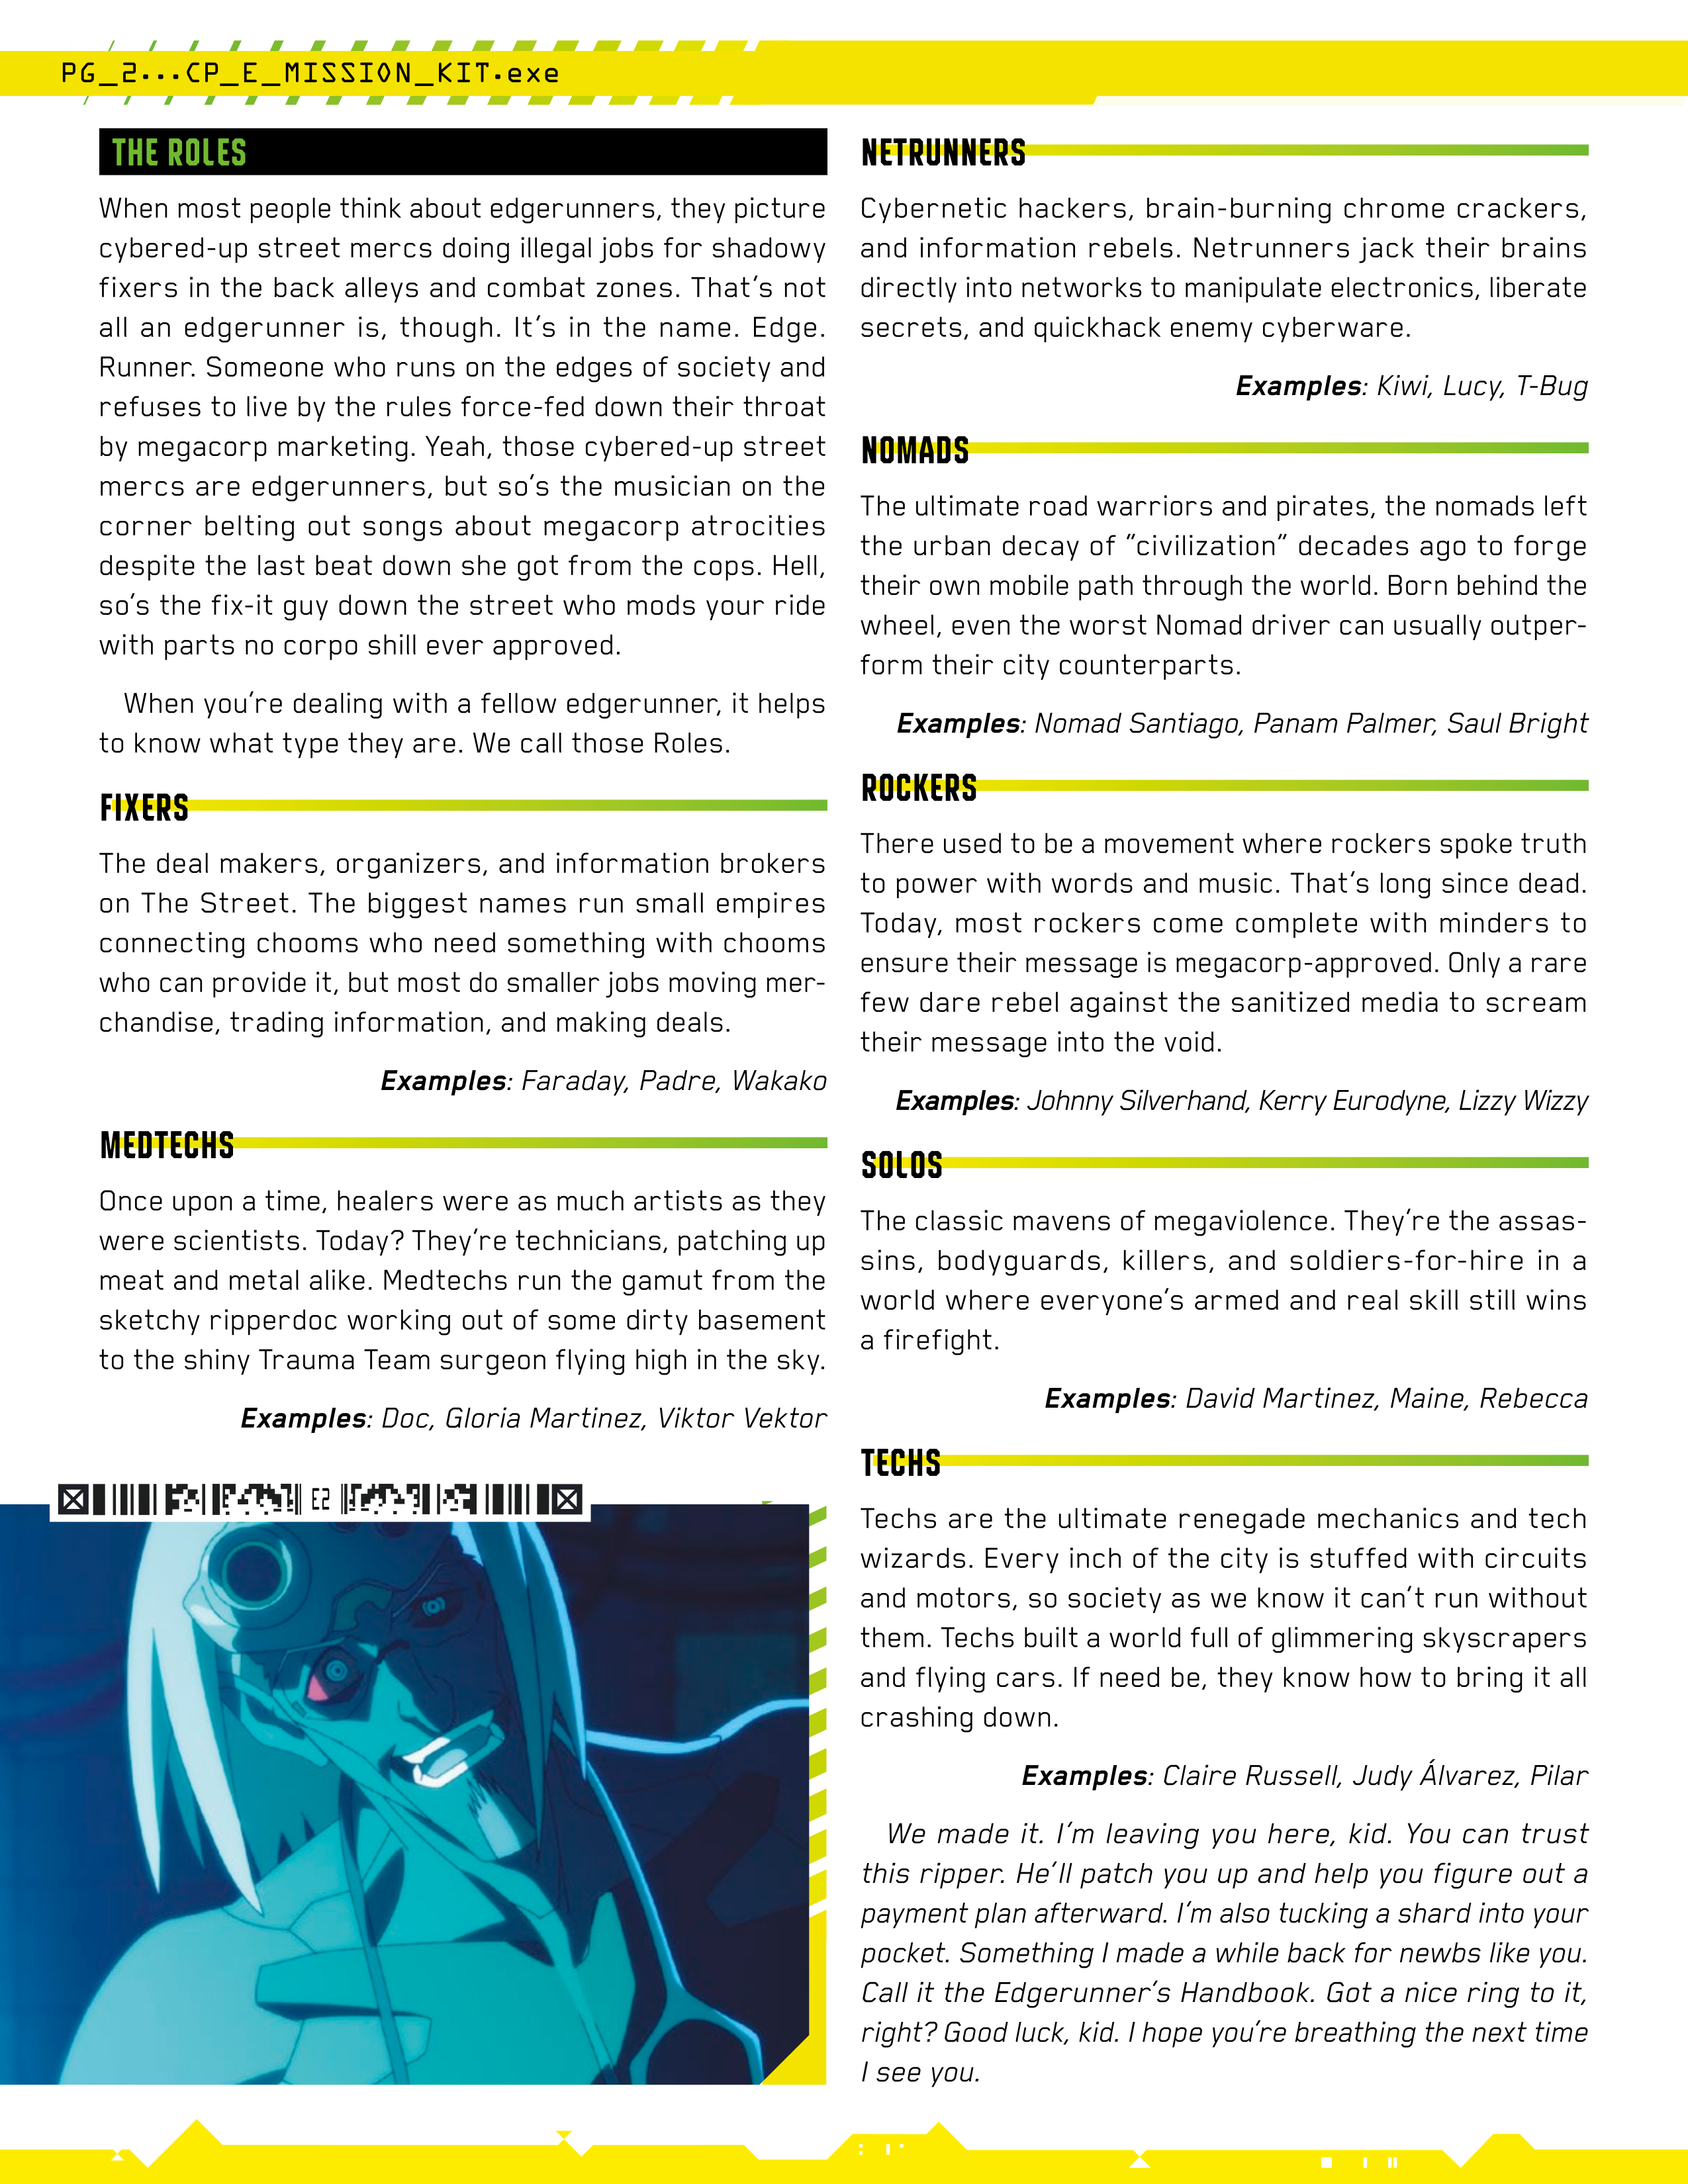 PG_2...CP_E_MISSION_KIT.exe
THE ROLES
When most people think about edgerunners, they picture
cybered-up street mercs doing illegal jobs for shadowy
fixers in the back alleys and combat zones. That's not
all an edgerunner is, though. It's in the name. Edge.
Runner. Someone who runs on the edges of society and
refuses to live by the rules force-fed down their throat
by megacorp marketing. Yeah, those cybered-up street
mercs are edgerunners, but so's the musician on the
corner belting out songs about megacorp atrocities
despite the last beat down she got from the cops. Hell,
so's the fix-it guy down the street who mods your ride
with parts no corpo shill ever approved.
When you're dealing with a fellow edgerunner, it helps
to know what type they are. We call those Roles.
FIXERS
The deal makers, organizers, and information brokers
on The Street. The biggest names run small empires
connecting chooms who need something with chooms
who can provide it, but most do smaller jobs moving mer-
chandise, trading information, and making deals.
Examples: Faraday, Padre, Wakako
MEDTECHS
Once upon a time, healers were as much artists as they
were scientists. Today? They're technicians, patching up
meat and metal alike. Medtechs run the gamut from the
sketchy ripperdoc working out of some dirty basement
to the shiny Trauma Team surgeon flying high in the sky.
Examples: Doc, Gloria Martinez, Viktor Vektor
E2
NETRUNNERS
Cybernetic hackers, brain-burning chrome crackers,
and information rebels. Netrunners jack their brains
directly into networks to manipulate electronics, liberate
secrets, and quickhack enemy cyberware.
Examples: Kiwi, Lucy, T-Bug
NOMADS
The ultimate road warriors and pirates, the nomads left
the urban decay of "civilization" decades ago to forge
their own mobile path through the world. Born behind the
wheel, even the worst Nomad driver can usually outper-
form their city counterparts.
Examples: Nomad Santiago, Panam Palmer, Saul Bright
ROCKERS
There used to be a movement where rockers spoke truth
to power with words and music. That's long since dead.
Today, most rockers come complete with minders to
ensure their message is megacorp-approved. Only a rare
few dare rebel against the sanitized media to scream
their message into the void.
Examples: Johnny Silverhand, Kerry Eurodyne, Lizzy Wizzy
SOLOS
The classic mavens of megaviolence. They're the assas-
sins, bodyguards, killers, and soldiers-for-hire in a
world where everyone's armed and real skill still wins
a firefight.
Examples: David Martinez, Maine, Rebecca
TECHS
Techs are the ultimate renegade mechanics and tech
wizards. Every inch of the city is stuffed with circuits
and motors, so society as we know it can't run without
them. Techs built a world full of glimmering skyscrapers
and flying cars. If need be, they know how to bring it all
crashing down.
Examples: Claire Russell, Judy Álvarez, Pilar
We made it. I'm leaving you here, kid. You can trust
this ripper. He'll patch you up and help you figure out a
payment plan afterward. I'm also tucking a shard into your
pocket. Something I made a while back for newbs like you.
Call it the Edgerunner's Handbook. Got a nice ring to it,
right? Good luck, kid. I hope you're breathing the next time
I see you.